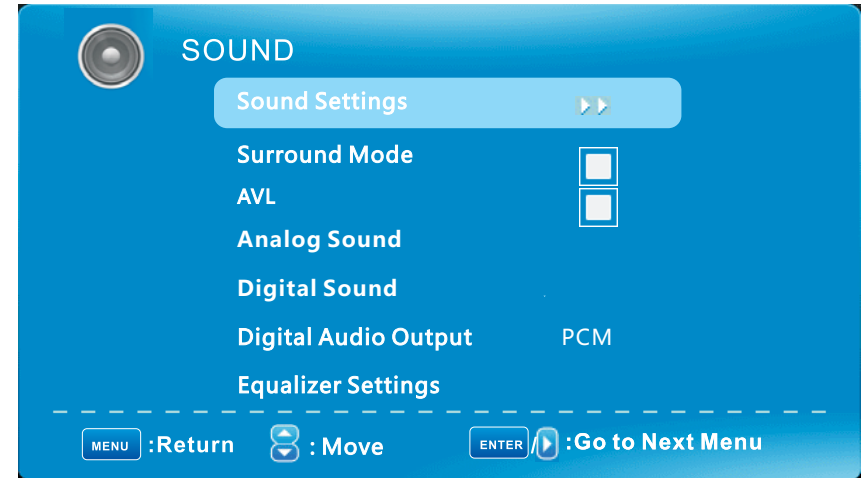 SOUND
Sound Settings
Surround Mode
AVL
Analog Sound
Digital Sound
Digital Audio Output PCM
Equalizer Settings
MENU :Return : Move ENTER / :Go to Next Menu